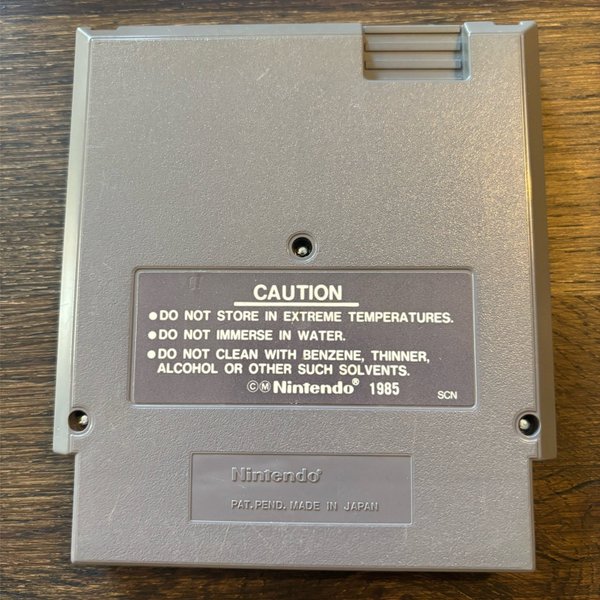 CAUTION
●DO NOT STORE IN EXTREME TEMPERATURES.
●DO NOT IMMERSE IN WATER.
●DO NOT CLEAN WITH BENZENE, THINNER,
ALCOHOL OR OTHER SUCH SOLVENTS.
©Ⓜ Nintendo® 1985
SCN
Nintendo®
PAT.PEND. MADE IN JAPAN